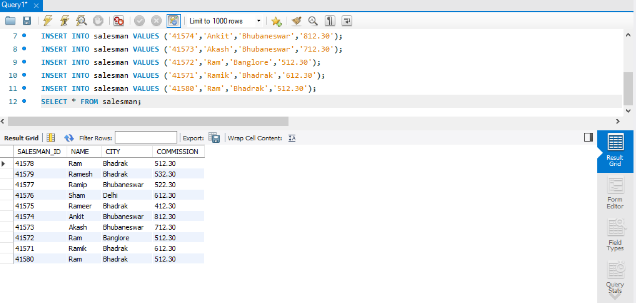 Query1*
Limit to 1000 rows
7 INSERT INTO salesman VALUES ('41574','Ankit','Bhubaneswar','812.30');
8 INSERT INTO salesman VALUES ('41573','Akash','Bhubaneswar','712.30');
9 INSERT INTO salesman VALUES ('41572','Ram','Banglore','512.30');
10 INSERT INTO salesman VALUES ('41571','Ramik','Bhadrak','612.30');
11 INSERT INTO salesman VALUES ('41580','Ram','Bhadrak','512.30');
12 SELECT * FROM salesman;
Result Grid Filter Rows: Export: Wrap Cell Content:
SALESMAN_ID NAME CITY COMMISSION
41578 Ram Bhadrak 512.30
41579 Ramesh Bhadrak 532.30
41577 Ramip Bhubaneswar 522.30
41576 Sham Delhi 612.30
41575 Rameer Bhadrak 412.30
41574 Ankit Bhubaneswar 812.30
41573 Akash Bhubaneswar 712.30
41572 Ram Banglore 512.30
41571 Ramik Bhadrak 612.30
41580 Ram Bhadrak 512.30
Result
Grid
Form
Editor
Field
Types
Query
Stats